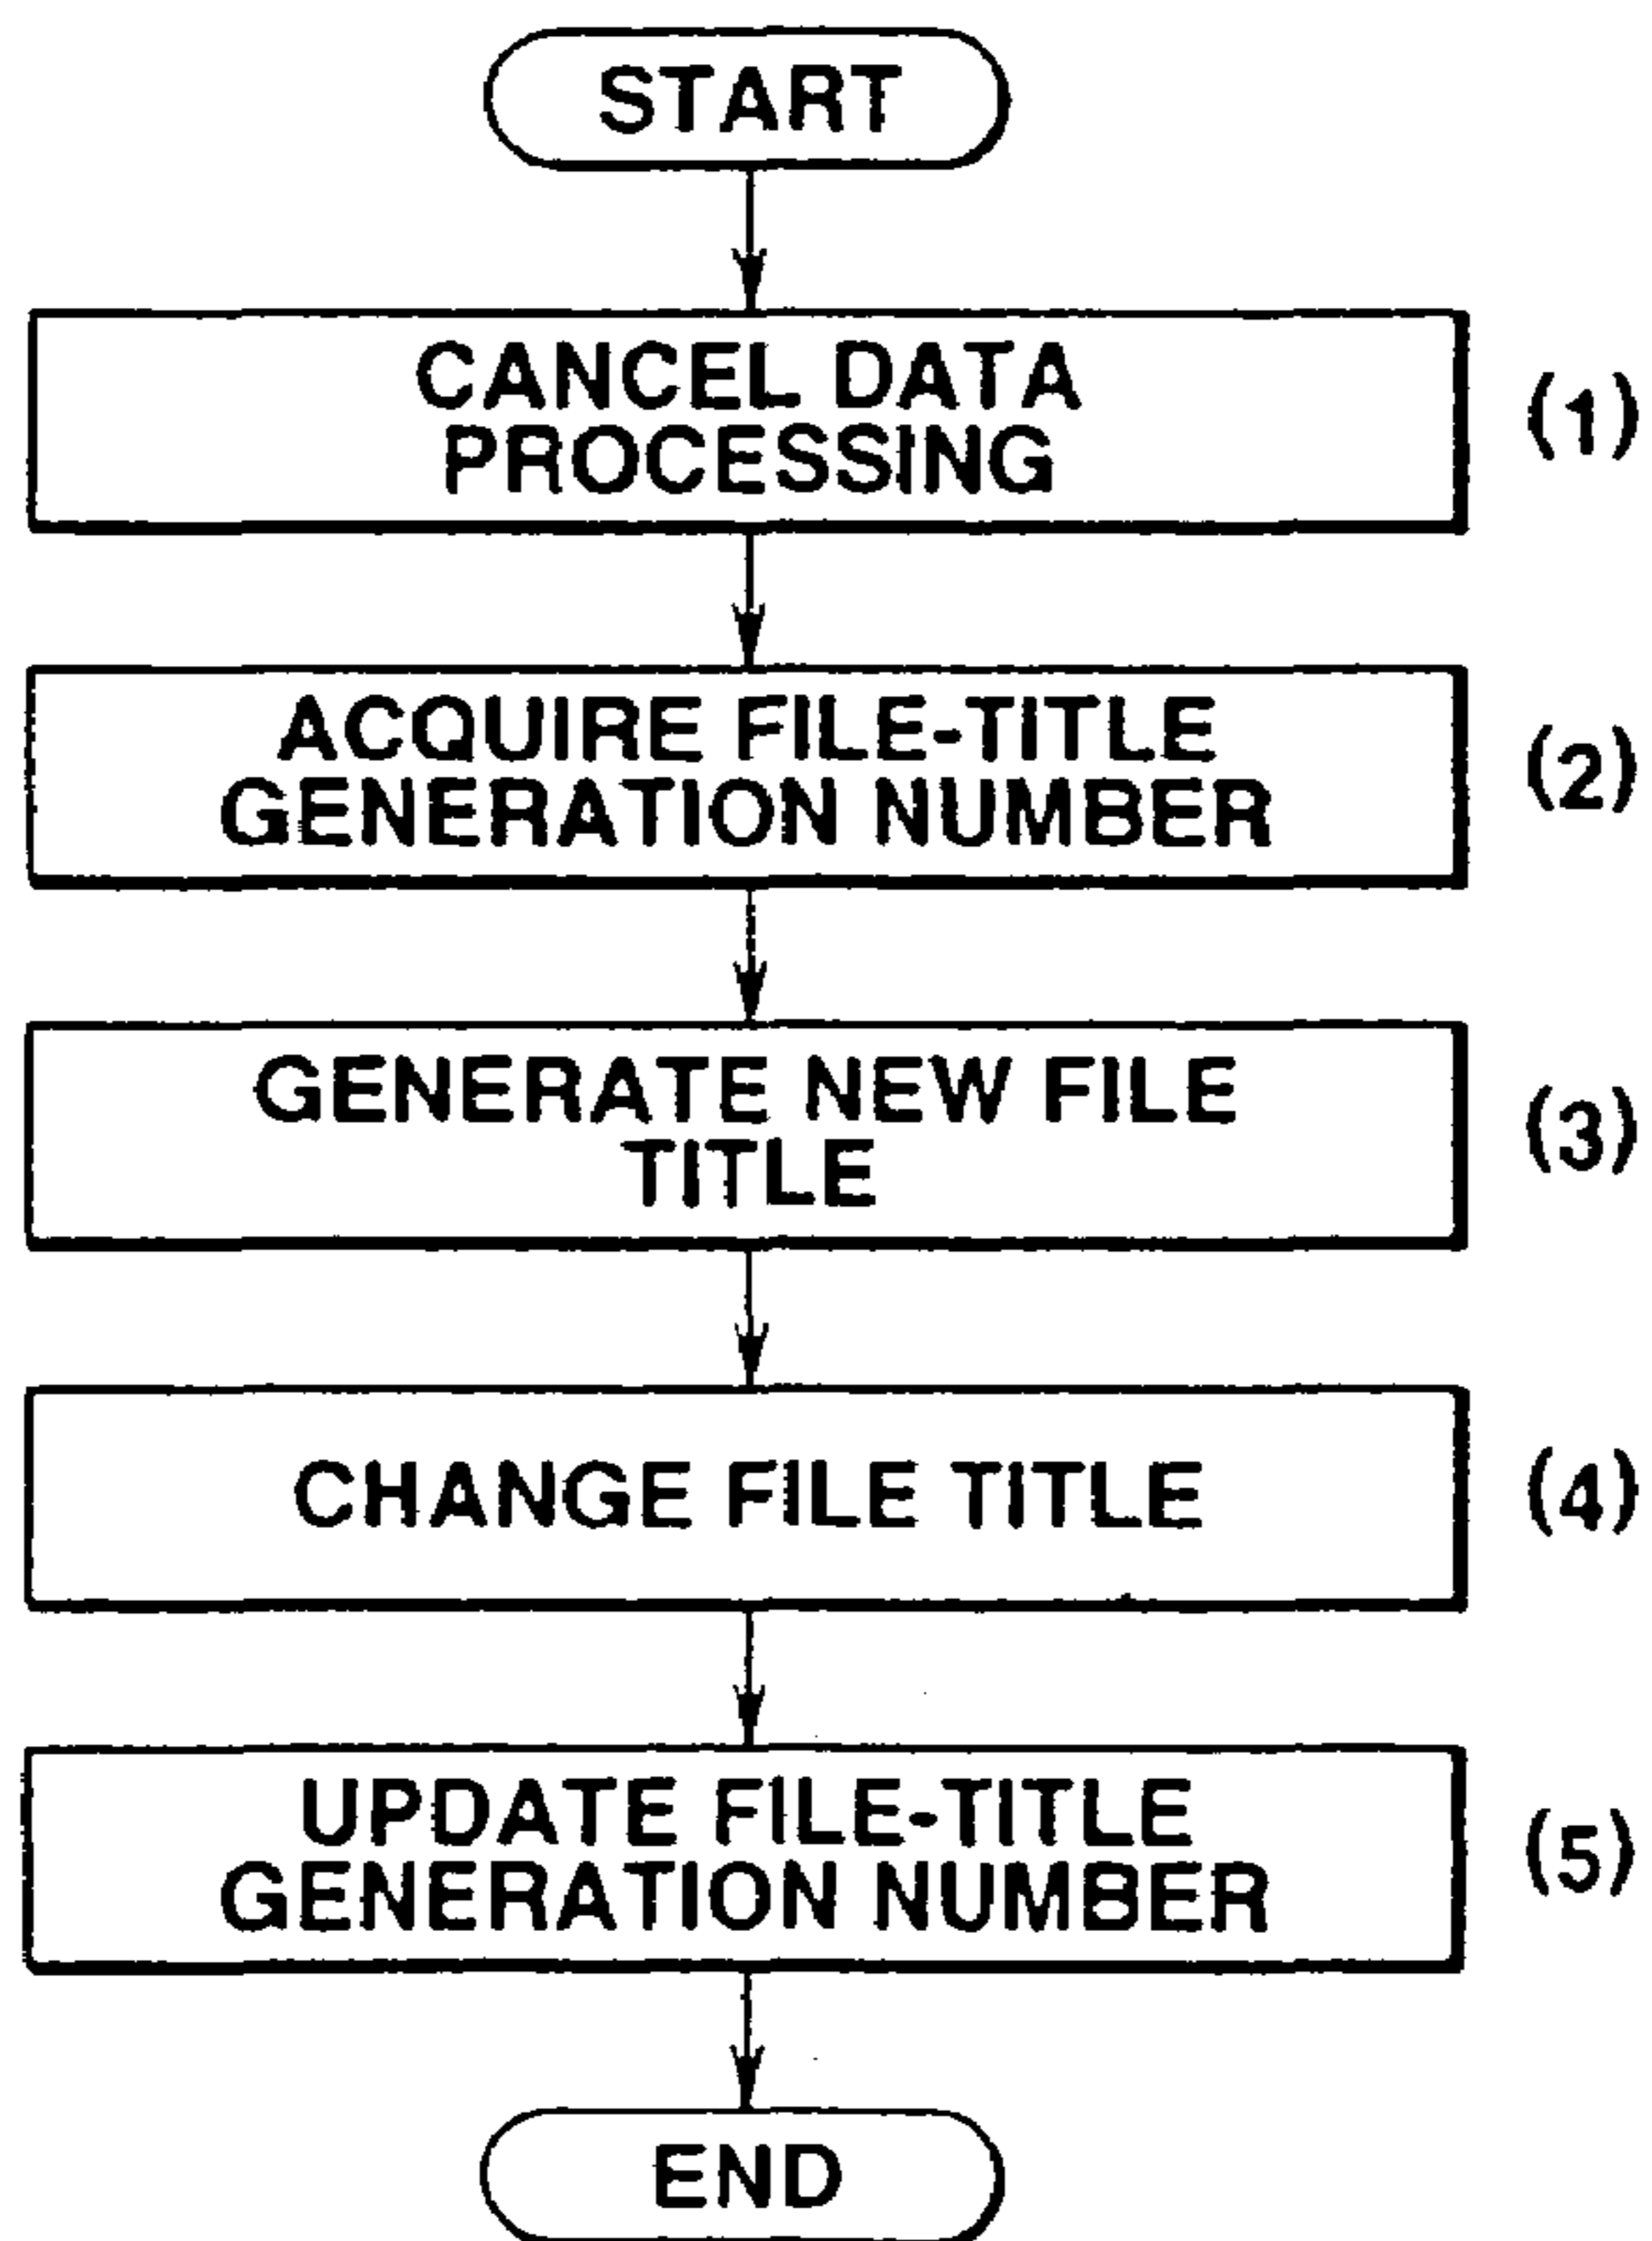 START
CANCEL DATA
PROCESSING
(1)
ACQUIRE FILE-TITLE
GENERATION NUMBER
(2)
GENERATE NEW FILE
TITLE
(3)
CHANGE FILE TITLE
(4)
UPDATE FILE-TITLE
GENERATION NUMBER
(5)
END